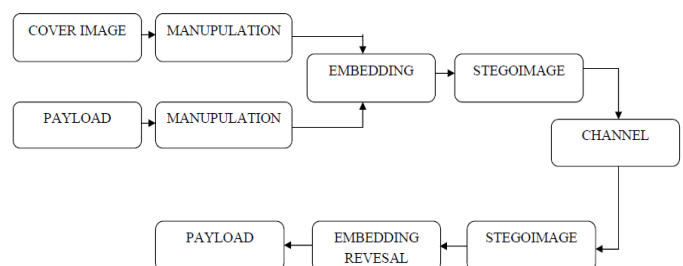 COVER IMAGE
MANUPULATION
EMBEDDING
STEGOIMAGE
PAYLOAD
MANUPULATION
CHANNEL
PAYLOAD
EMBEDDING
REVESAL
STEGOIMAGE